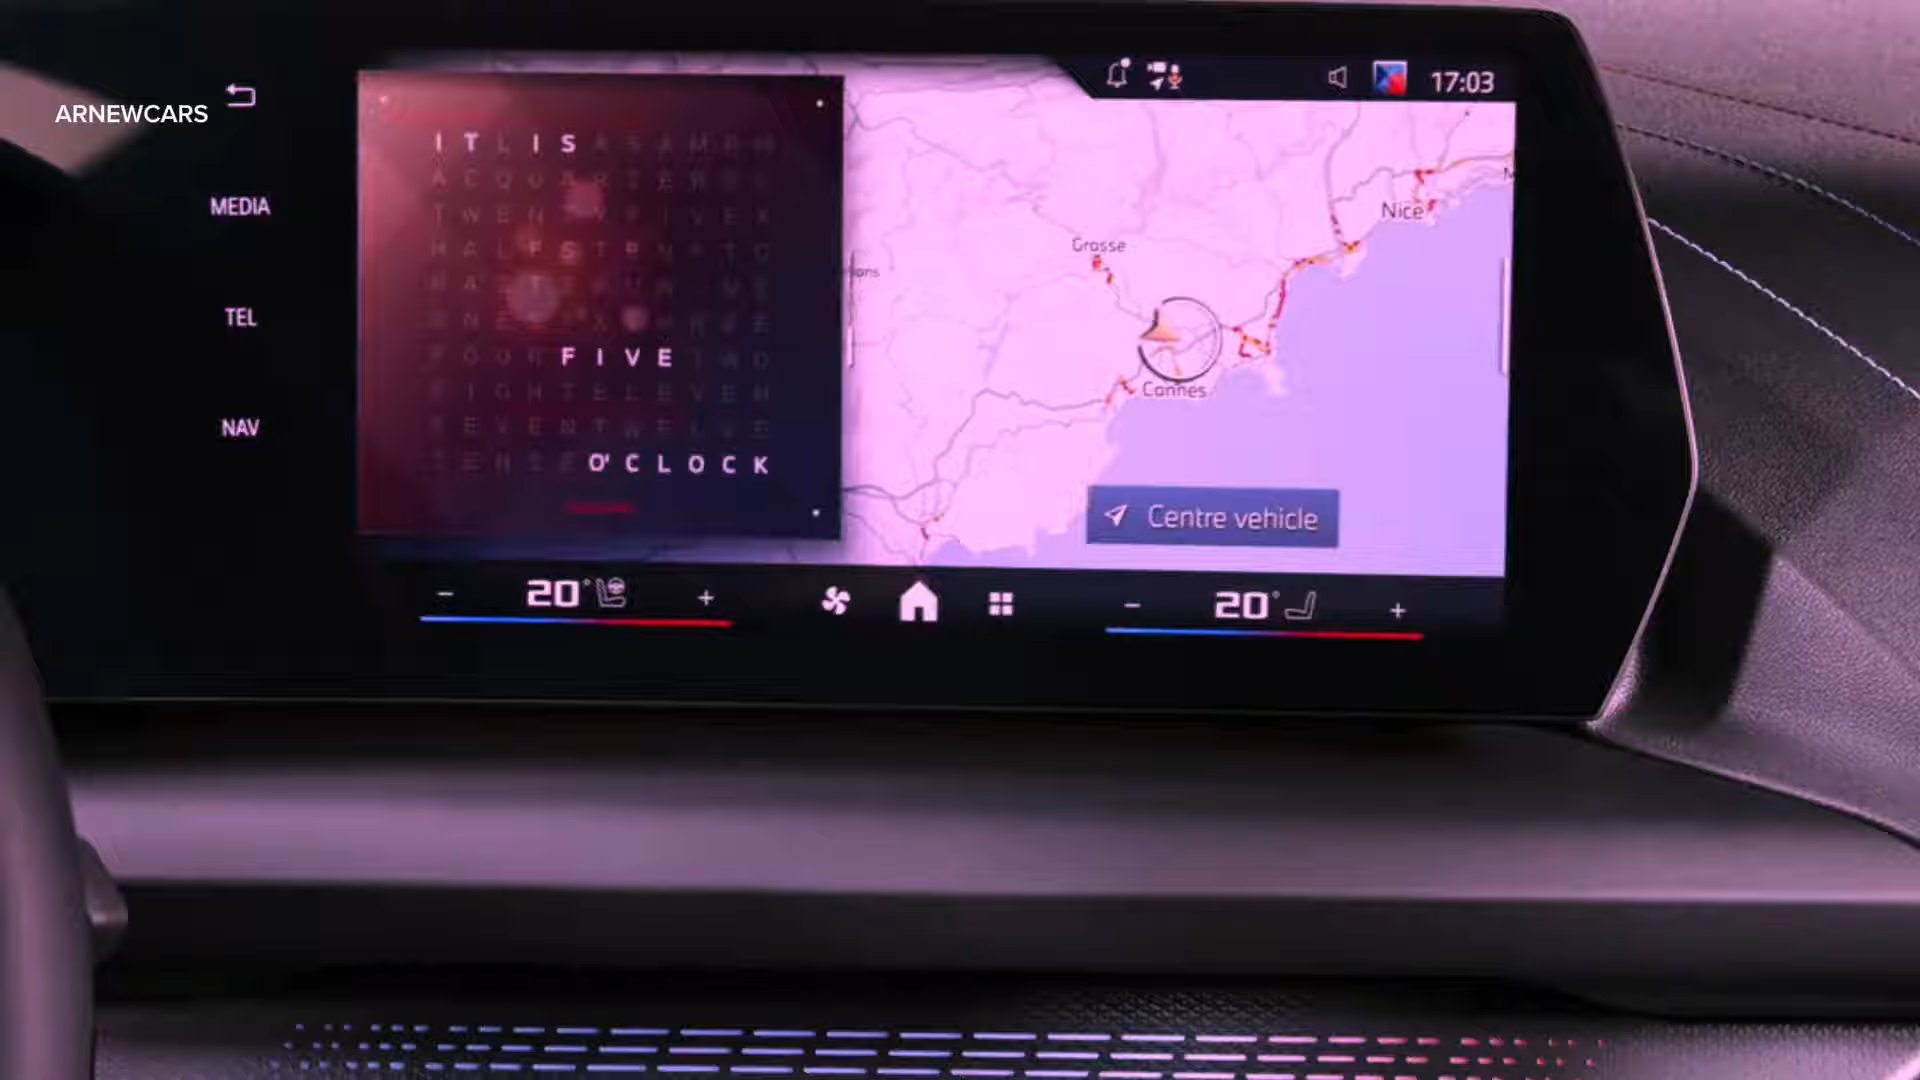 ARNEWCARS
MEDIA
TEL
NAV
IT IS
FIVE
O'CLOCK
17:03
Nice
Grasse
Cannes
Centre vehicle
− 20° +
− 20° +